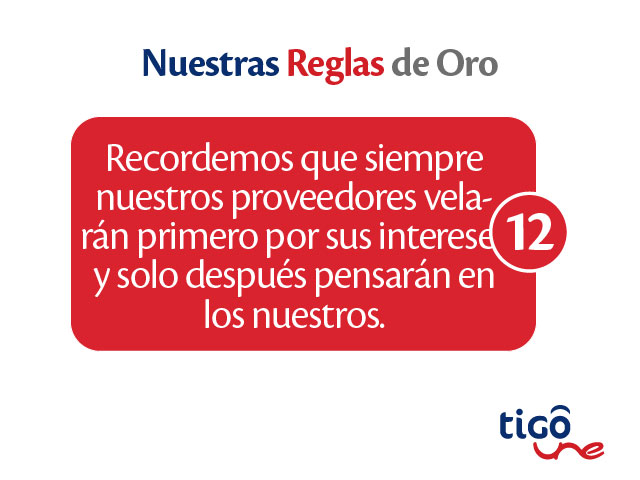 Nuestras Reglas de Oro
Recordemos que siempre
nuestros proveedores vela-
rán primero por sus interese
12
y solo después pensarán en
los nuestros.
tigô
une